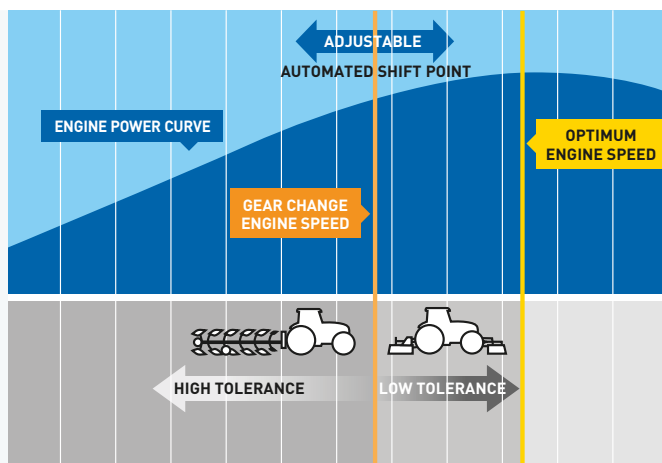 ADJUSTABLE
AUTOMATED SHIFT POINT
ENGINE POWER CURVE
OPTIMUM
ENGINE SPEED
GEAR CHANGE
ENGINE SPEED
HIGH TOLERANCE
LOW TOLERANCE